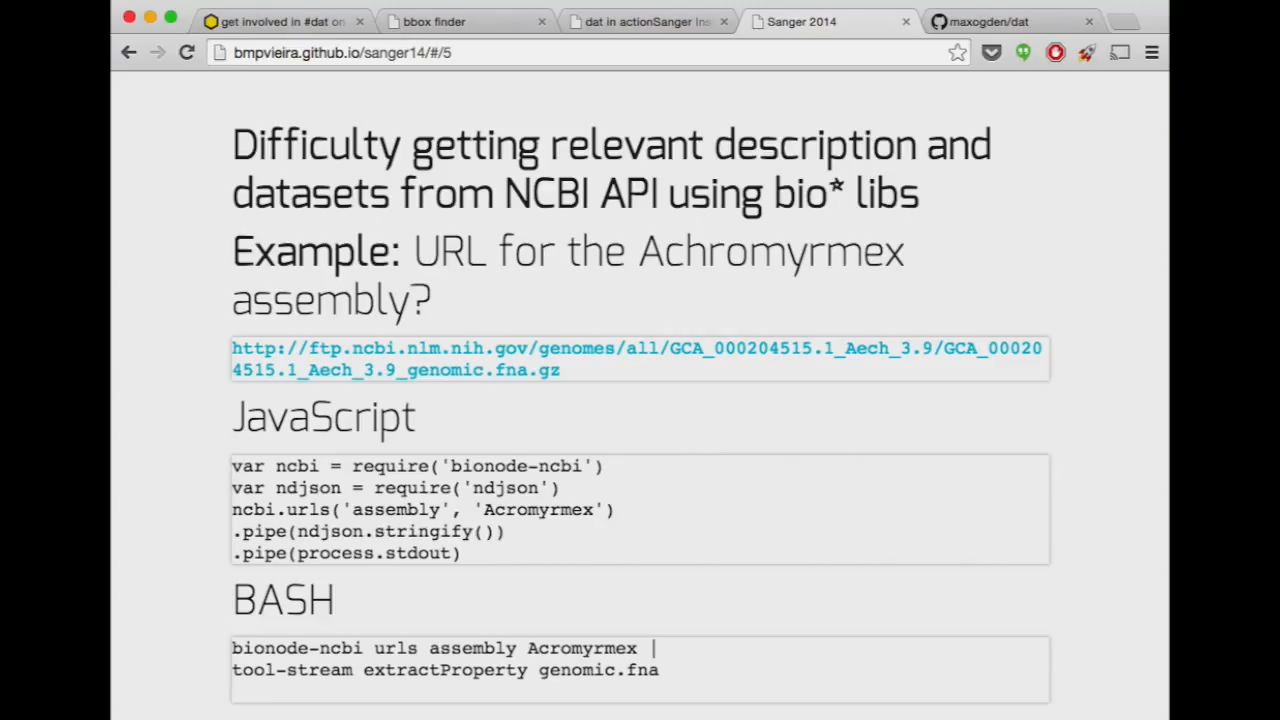 get involved in #dat on
bbox finder
dat in actionSanger Ins
Sanger 2014
maxogden/dat
bmpvieira.github.io/sanger14/#/5
Difficulty getting relevant description and
datasets from NCBI API using bio* libs
Example: URL for the Achromyrmex
assembly?
http://ftp.ncbi.nlm.nih.gov/genomes/all/GCA_000204515.1_Aech_3.9/GCA_00020
4515.1_Aech_3.9_genomic.fna.gz
JavaScript
var ncbi = require('bionode-ncbi')
var ndjson = require('ndjson')
ncbi.urls('assembly', 'Acromyrmex')
.pipe(ndjson.stringify())
.pipe(process.stdout)
BASH
bionode-ncbi urls assembly Acromyrmex |
tool-stream extractProperty genomic.fna